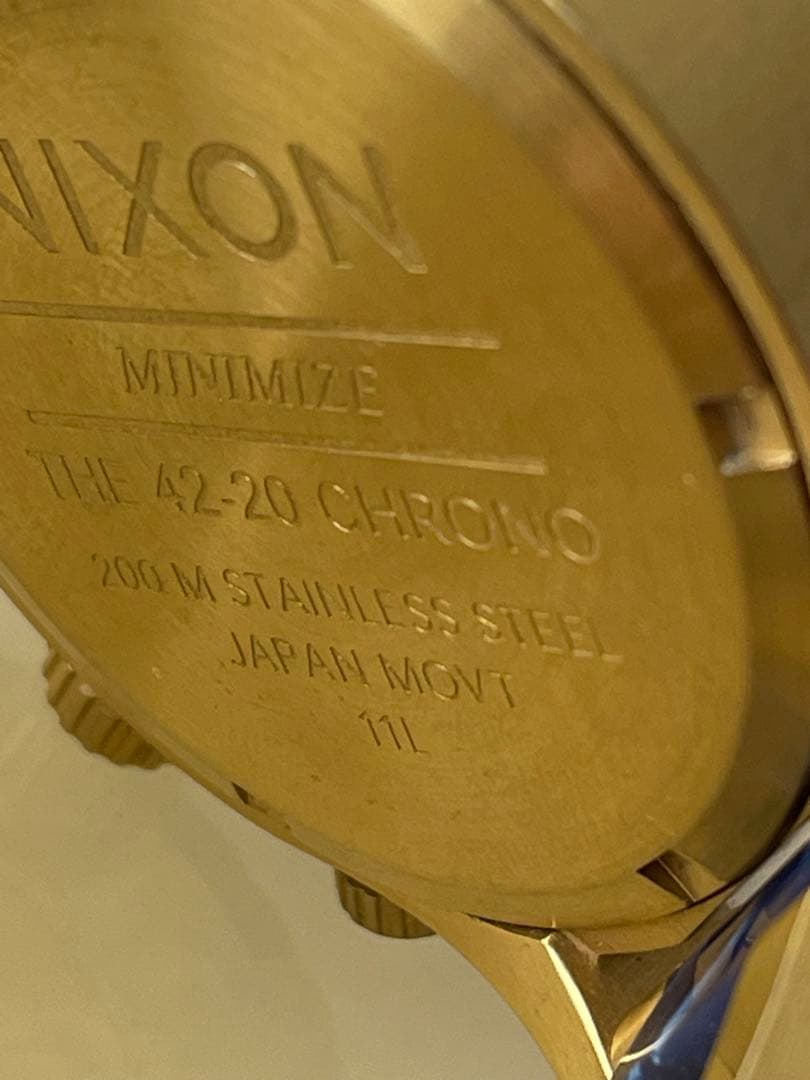 NIXON
MINIMIZE
THE 42-20 CHRONO
200 M STAINLESS STEEL
JAPAN MOVT
11L